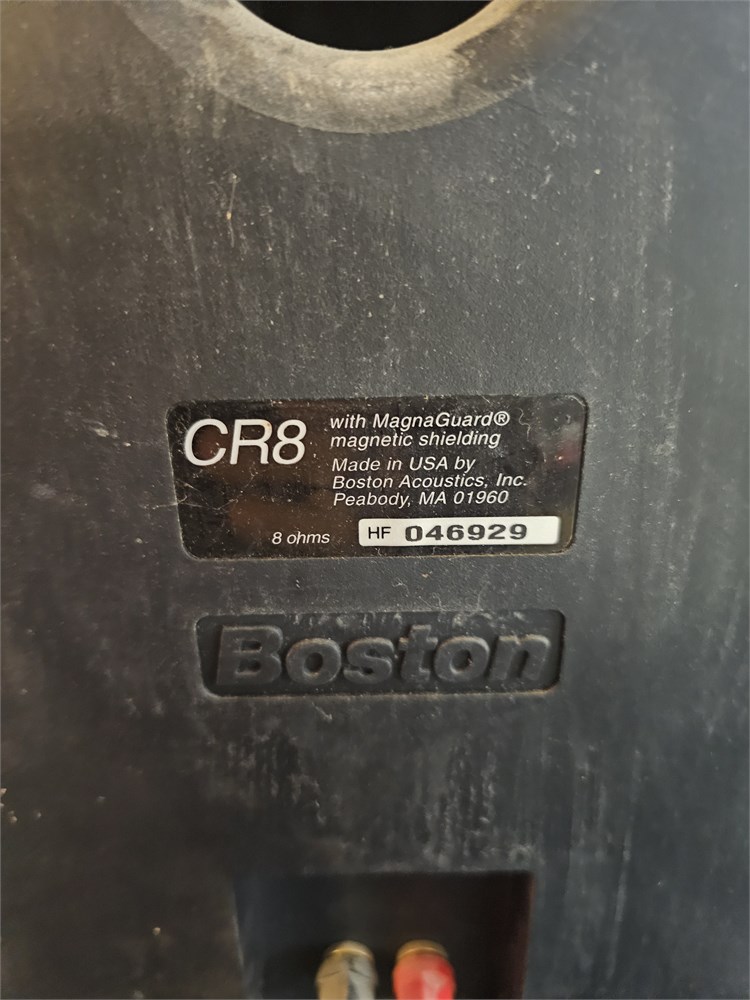 CR8
with MagnaGuard®
magnetic shielding
Made in USA by
Boston Acoustics, Inc.
Peabody, MA 01960
8 ohms
HF 046929
Boston